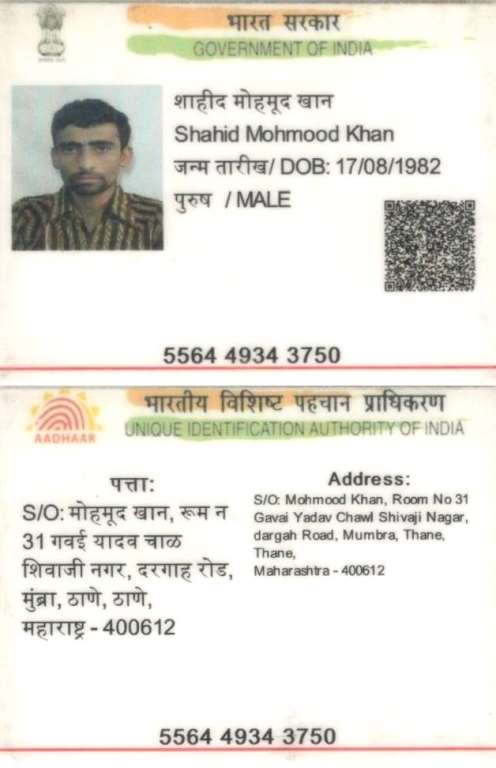 भारत सरकार
GOVERNMENT OF INDIA
शाहीद मोहमूद खान
Shahid Mohmood Khan
जन्म तारीख/ DOB: 17/08/1982
पुरुष / MALE
5564 4934 3750
भारतीय विशिष्ट पहचान प्राधिकरण
AADHAAR
UNIQUE IDENTIFICATION AUTHORITY OF INDIA
पत्ता:
S/O: मोहमूद खान, रूम न
31 गवई यादव चाळ
शिवाजी नगर, दरगाह रोड,
मुंब्रा, ठाणे, ठाणे,
महाराष्ट्र - 400612
Address:
S/O: Mohmood Khan, Room No 31
Gavai Yadav Chawl Shivaji Nagar,
dargah Road, Mumbra, Thane,
Thane,
Maharashtra - 400612
5564 4934 3750